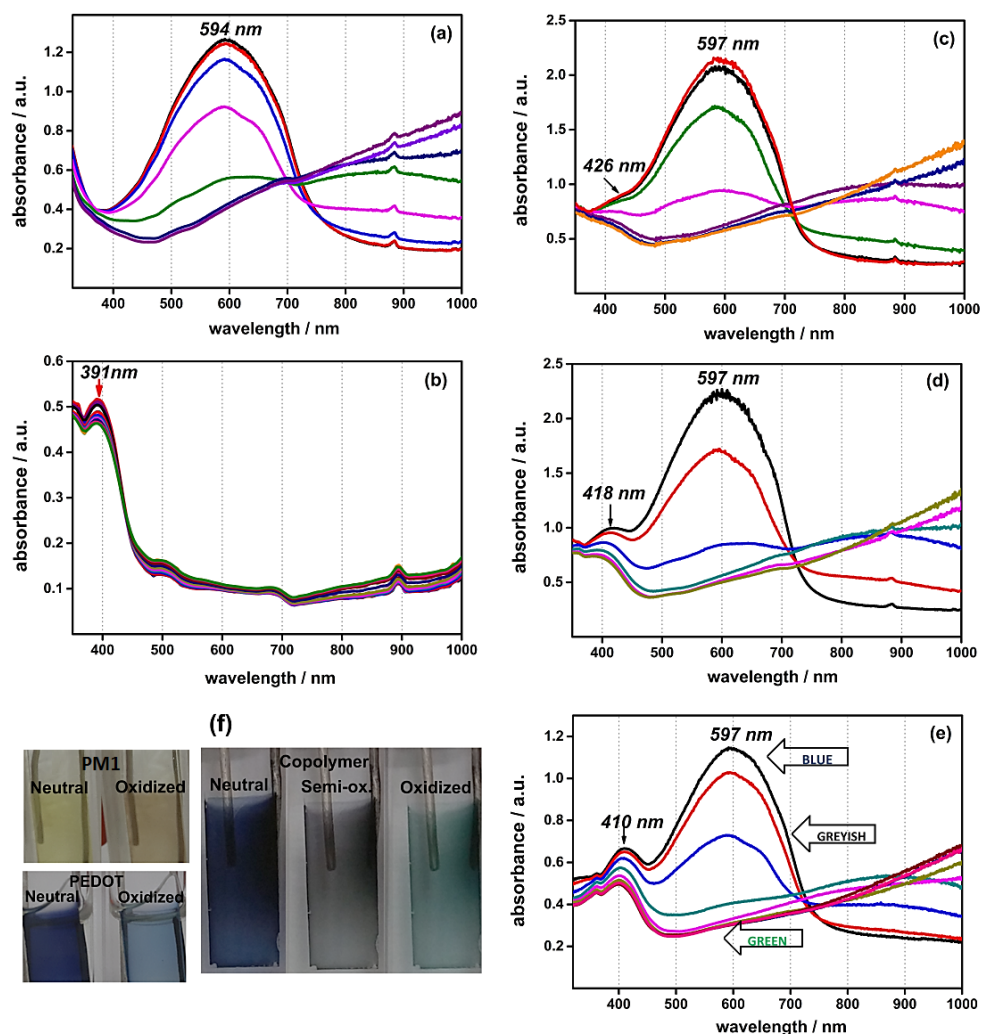 594 nm
(a)
absorbance / a.u.
1.2
1.0
0.8
0.6
0.4
0.2
400 500 600 700 800 900 1000
wavelength / nm
597 nm
(c)
426 nm
absorbance / a.u.
2.5
2.0
1.5
1.0
0.5
400 500 600 700 800 900 1000
wavelength / nm
391nm
(b)
absorbance / a.u.
0.6
0.5
0.4
0.3
0.2
0.1
400 500 600 700 800 900 1000
wavelength / nm
597 nm
(d)
418 nm
absorbance / a.u.
2.5
2.0
1.5
1.0
0.5
400 500 600 700 800 900 1000
wavelength / nm
(f)
PM1
Neutral Oxidized
PEDOT
Neutral Oxidized
Copolymer
Neutral Semi-ox. Oxidized
597 nm
(e)
BLUE
410 nm
GREYISH
GREEN
absorbance / a.u.
1.2
1.0
0.8
0.6
0.4
0.2
400 500 600 700 800 900 1000
wavelength / nm